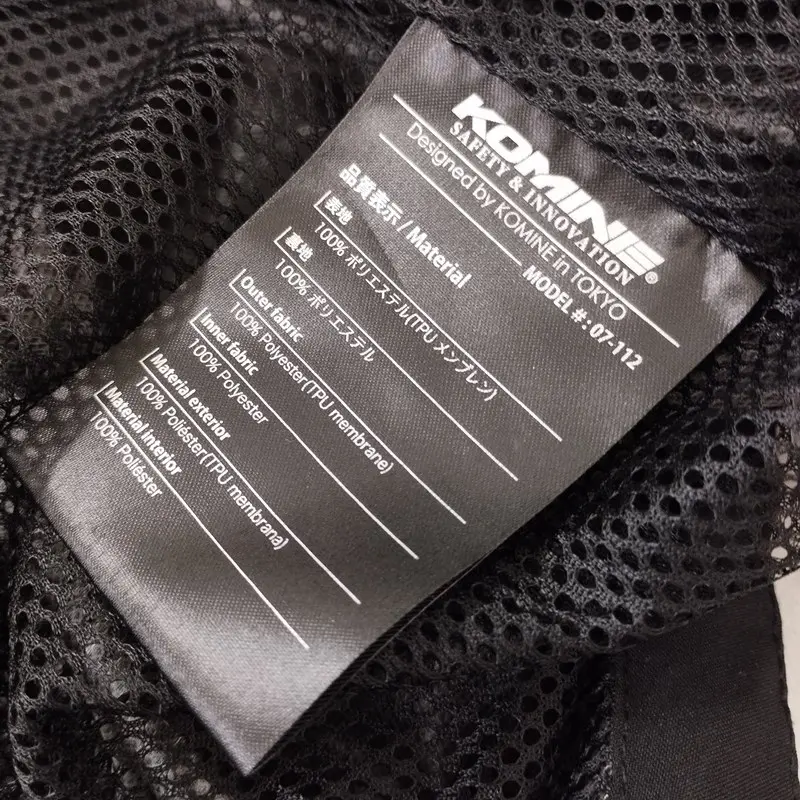 KOMINE®
SAFETY & INNOVATION
Designed by KOMINE in TOKYO
MODEL #: 07-112
品質表示 / Material
表地
100% ポリエステル(TPUメンブレン)
裏地
100% ポリエステル
Outer fabric
100% Polyester(TPU membrane)
Inner fabric
100% Polyester
Material exterior
100% Poliéster(TPU membrana)
Material interior
100% Poliéster